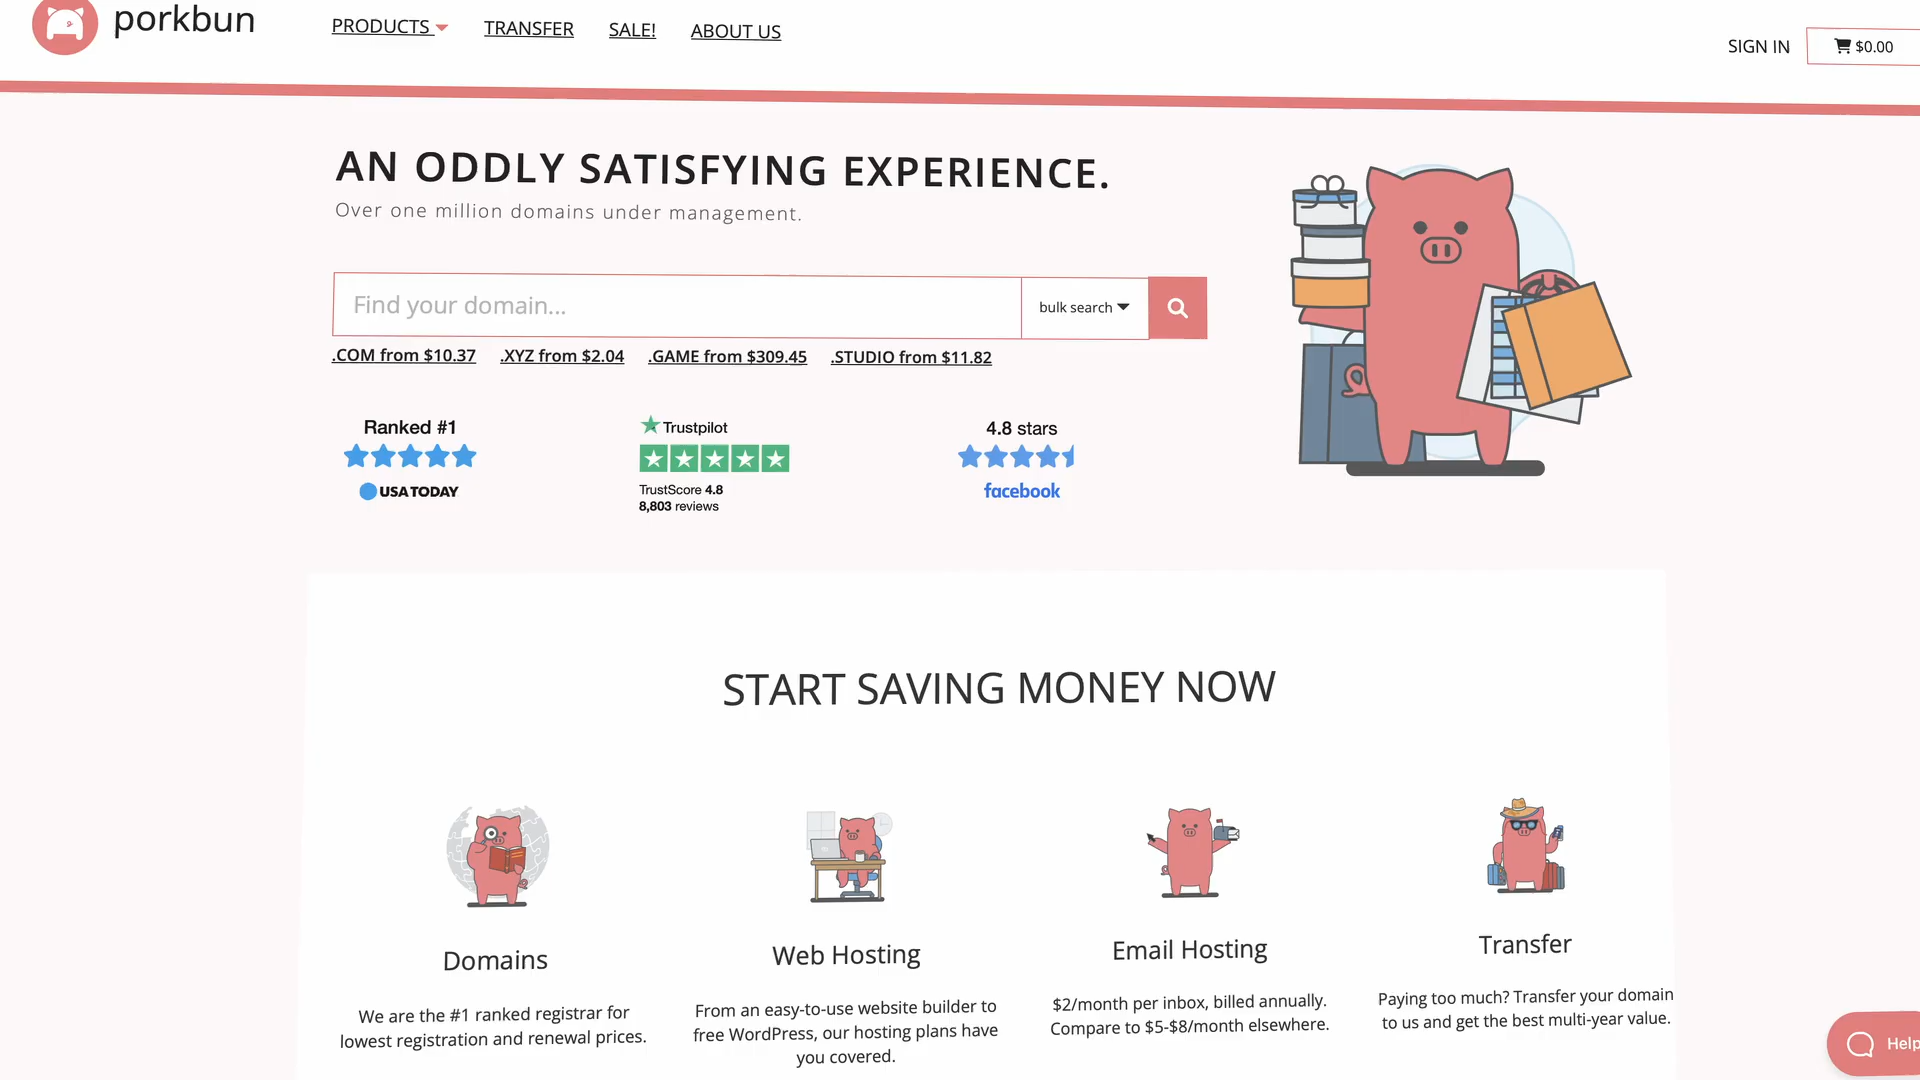 porkbun
PRODUCTS
TRANSFER
SALE!
ABOUT US
SIGN IN
$0.00
AN ODDLY SATISFYING EXPERIENCE.
Over one million domains under management.
Find your domain...
bulk search
.COM from $10.37
.XYZ from $2.04
.GAME from $309.45
.STUDIO from $11.82
Ranked #1
USA TODAY
Trustpilot
TrustScore 4.8
8,803 reviews
4.8 stars
facebook
START SAVING MONEY NOW
Domains
We are the #1 ranked registrar for
lowest registration and renewal prices.
Web Hosting
From an easy-to-use website builder to
free WordPress, our hosting plans have
you covered.
Email Hosting
$2/month per inbox, billed annually.
Compare to $5-$8/month elsewhere.
Transfer
Paying too much? Transfer your domain
to us and get the best multi-year value.
Help